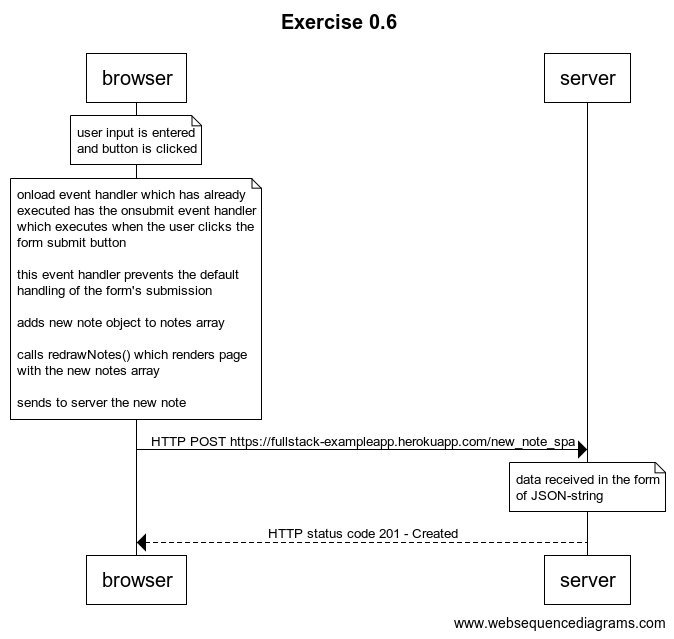 Exercise 0.6
browser
server
user input is entered
and button is clicked
onload event handler which has already
executed has the onsubmit event handler
which executes when the user clicks the
form submit button
this event handler prevents the default
handling of the form's submission
adds new note object to notes array
calls redrawNotes() which renders page
with the new notes array
sends to server the new note
HTTP POST https://fullstack-exampleapp.herokuapp.com/new_note_spa
data received in the form
of JSON-string
HTTP status code 201 - Created
browser
server
www.websequencediagrams.com